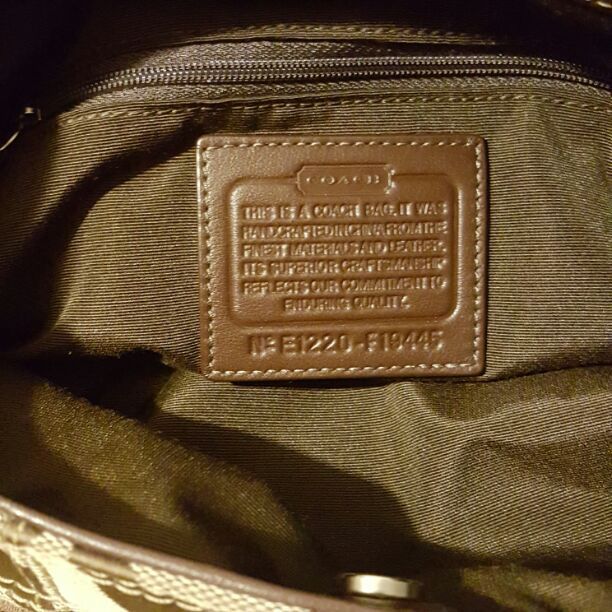 COACH
THIS IS A COACH BAG. IT WAS
HANDCRAFTED IN CHINA FROM THE
FINEST MATERIALS AND LEATHER.
ITS SUPERIOR CRAFTSMANSHIP
REFLECTS OUR COMMITMENT TO
ENDURING QUALITY.
Nº E1220-F19445